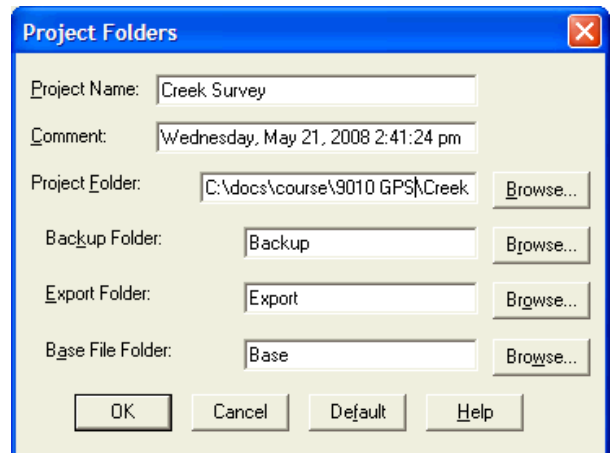 Project Folders
Project Name: Creek Survey
Comment: Wednesday, May 21, 2008 2:41:24 pm
Project Folder: C:\docs\course\9010 GPS\Creek Browse...
Backup Folder: Backup Browse...
Export Folder: Export Browse...
Base File Folder: Base Browse...
OK Cancel Default Help